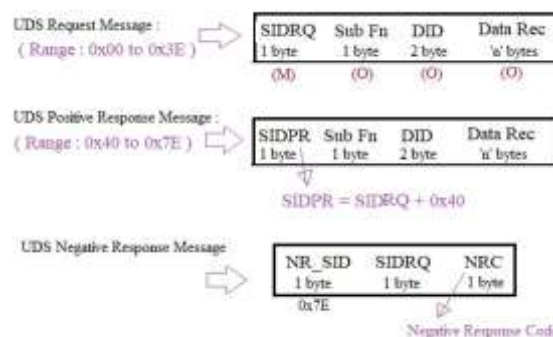 UDS Request Message :
( Range : 0x00 to 0x3E )
SIDRQ Sub Fn DID Data Rec
1 byte 1 byte 2 byte 'n' bytes
(M) (O) (O) (O)
UDS Positive Response Message :
( Range : 0x40 to 0x7E )
SIDPR Sub Fn DID Data Rec
1 byte 1 byte 2 byte 'n' bytes
SIDPR = SIDRQ + 0x40
UDS Negative Response Message
NR_SID SIDRQ NRC
1 byte 1 byte 1 byte
0x7E
Negative Response Code